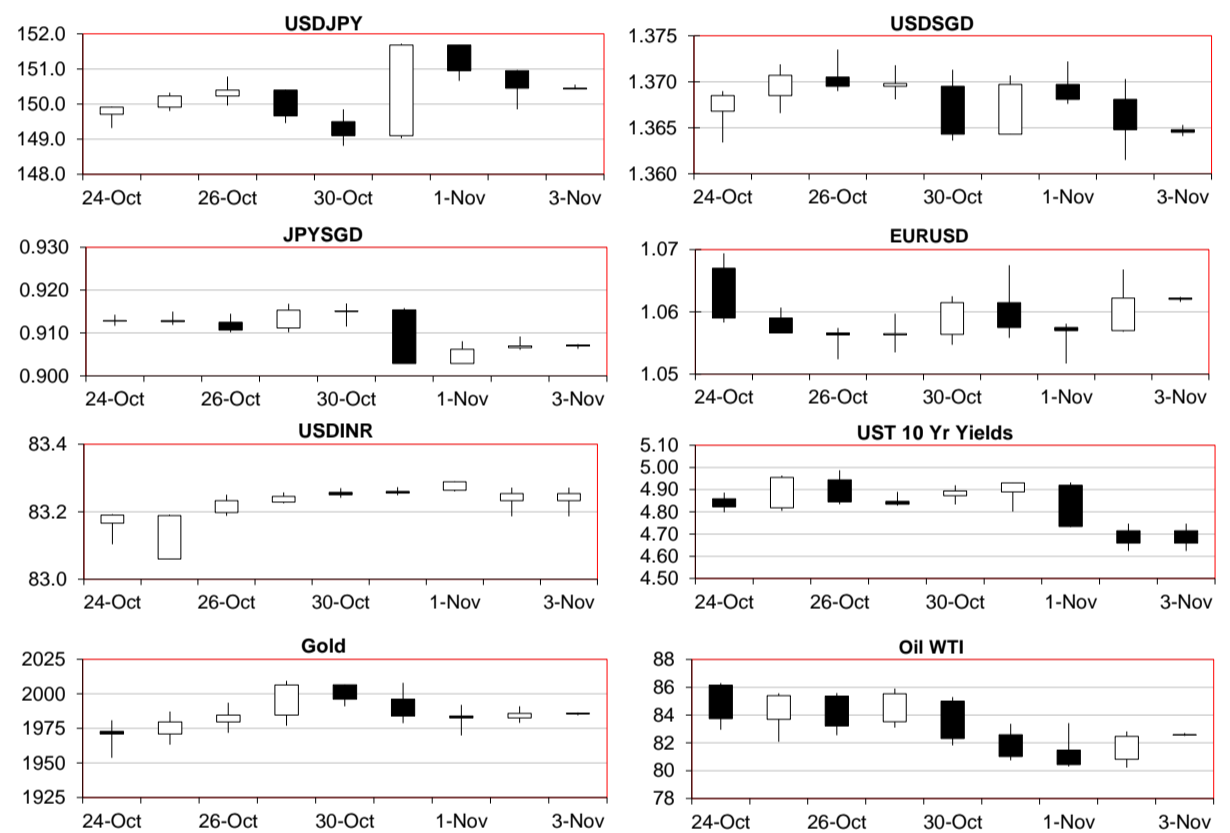 USDJPY
152.0
151.0
150.0
149.0
148.0
24-Oct 26-Oct 30-Oct 1-Nov 3-Nov
USDSGD
1.375
1.370
1.365
1.360
24-Oct 26-Oct 30-Oct 1-Nov 3-Nov
JPYSGD
0.930
0.920
0.910
0.900
24-Oct 26-Oct 30-Oct 1-Nov 3-Nov
EURUSD
1.07
1.06
1.05
24-Oct 26-Oct 30-Oct 1-Nov 3-Nov
USDINR
83.4
83.2
83.0
24-Oct 26-Oct 30-Oct 1-Nov 3-Nov
UST 10 Yr Yields
5.10
5.00
4.90
4.80
4.70
4.60
4.50
24-Oct 26-Oct 30-Oct 1-Nov 3-Nov
Gold
2025
2000
1975
1950
1925
24-Oct 26-Oct 30-Oct 1-Nov 3-Nov
Oil WTI
88
86
84
82
80
78
24-Oct 26-Oct 30-Oct 1-Nov 3-Nov